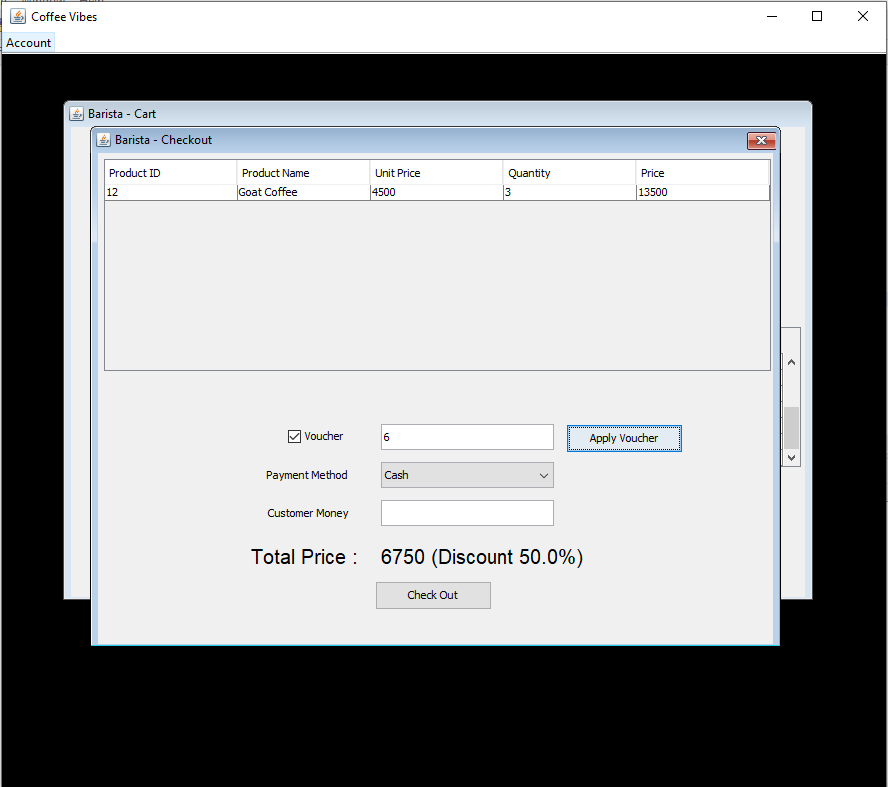 Coffee Vibes
Account
Barista - Cart
Barista - Checkout
Product ID Product Name Unit Price Quantity Price
12 Goat Coffee 4500 3 13500
Voucher 6 Apply Voucher
Payment Method Cash
Customer Money
Total Price : 6750 (Discount 50.0%)
Check Out